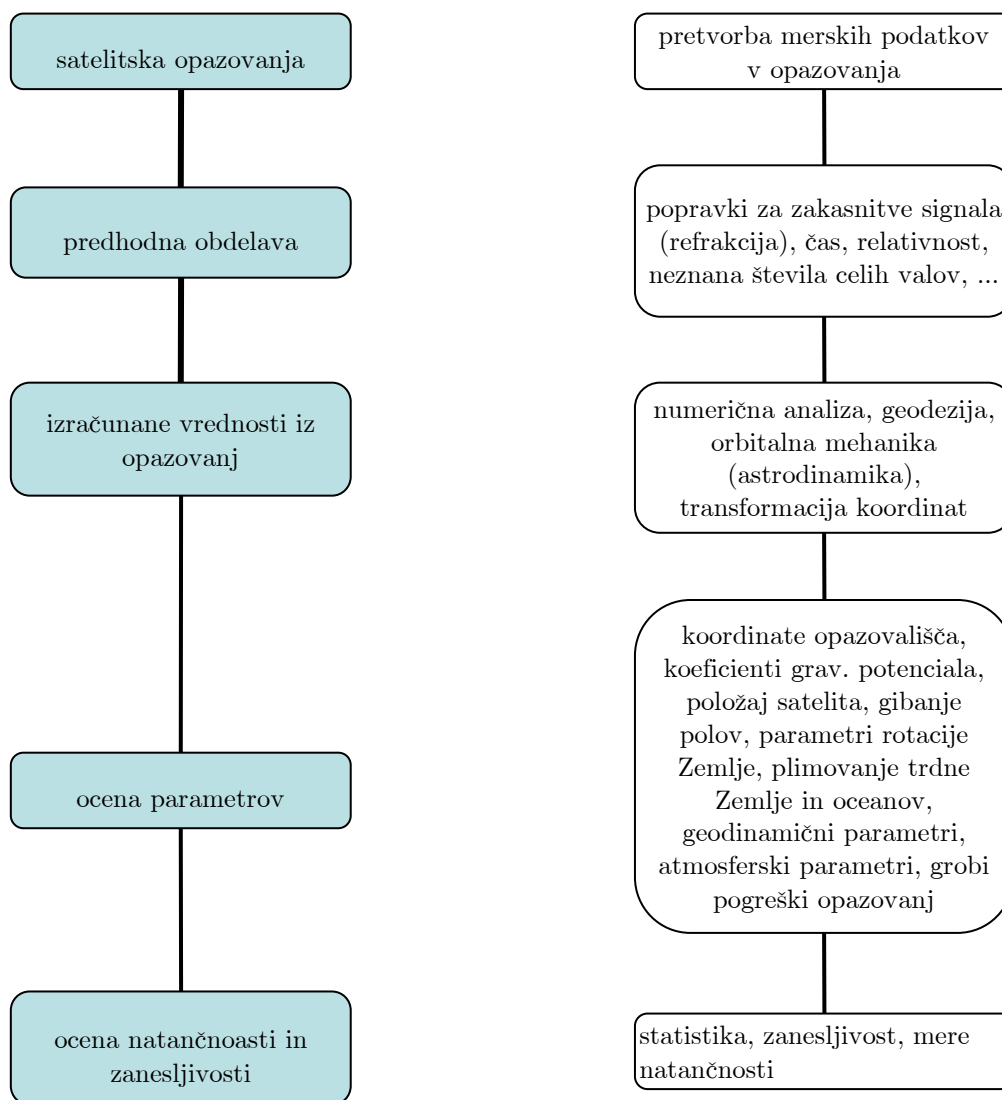 satelitska opazovanja
pretvorba merskih podatkov
v opazovanja
predhodna obdelava
popravki za zakasnitve signala
(refrakcija), čas, relativnost,
neznana števila celih valov, ...
izračunane vrednosti iz
opazovanj
numerična analiza, geodezija,
orbitalna mehanika
(astrodinamika),
transformacija koordinat
ocena parametrov
koordinate opazovališča,
koeficienti grav. potenciala,
položaj satelita, gibanje
polov, parametri rotacije
Zemlje, plimovanje trdne
Zemlje in oceanov,
geodinamični parametri,
atmosferski parametri, grobi
pogreški opazovanj
ocena natančnoasti in
zanesljivosti
statistika, zanesljivost, mere
natančnosti